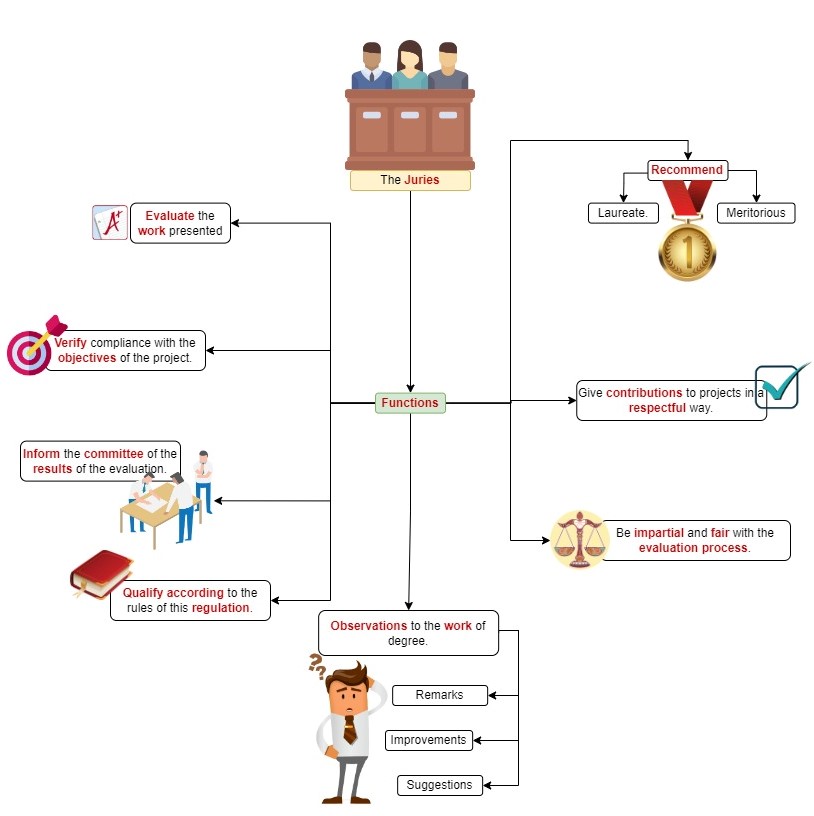 The Juries
Recommend
Laureate.
Meritorious
1
A+
Evaluate the
work presented
Verify compliance with the
objectives of the project.
Functions
Give contributions to projects in a
respectful way.
Inform the committee of the
results of the evaluation.
Be impartial and fair with the
evaluation process.
Qualify according to the
rules of this regulation.
Observations to the work of
degree.
??
Remarks
Improvements
Suggestions